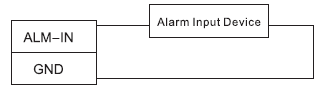 Alarm Input Device
ALM–IN
GND